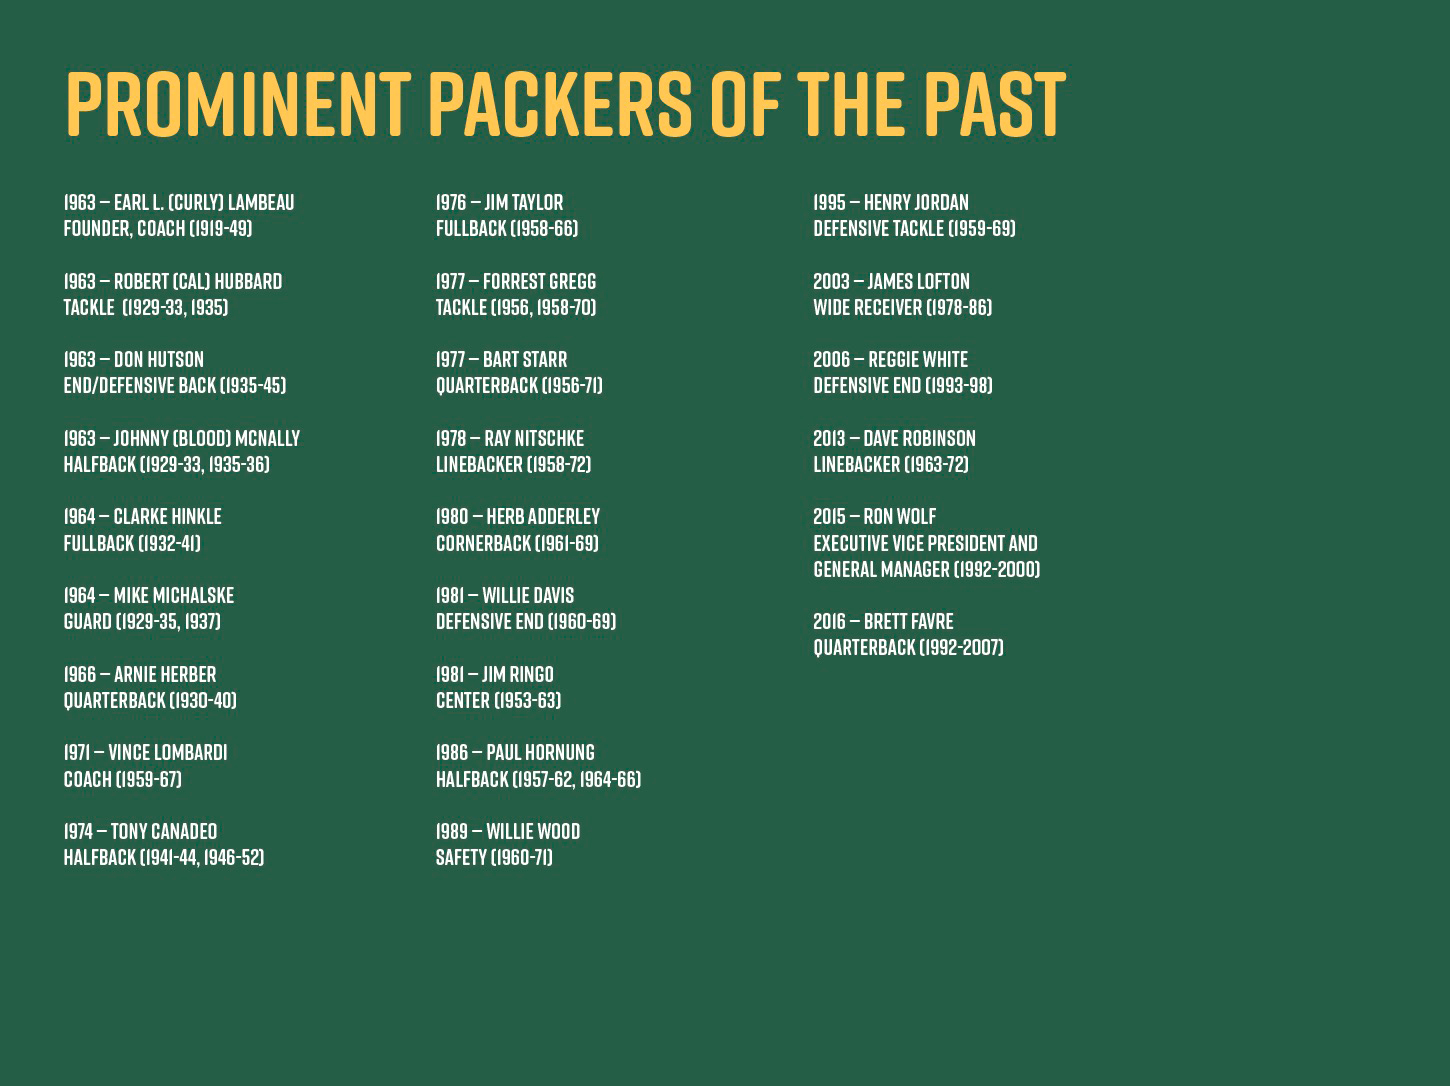 PROMINENT PACKERS OF THE PAST
1963 – EARL L. (CURLY) LAMBEAU
FOUNDER, COACH (1919-49)
1963 – ROBERT (CAL) HUBBARD
TACKLE (1929-33, 1935)
1963 – DON HUTSON
END/DEFENSIVE BACK (1935-45)
1963 – JOHNNY (BLOOD) MCNALLY
HALFBACK (1929-33, 1935-36)
1964 – CLARKE HINKLE
FULLBACK (1932-41)
1964 – MIKE MICHALSKE
GUARD (1929-35, 1937)
1966 – ARNIE HERBER
QUARTERBACK (1930-40)
1971 – VINCE LOMBARDI
COACH (1959-67)
1974 – TONY CANADEO
HALFBACK (1941-44, 1946-52)
1976 – JIM TAYLOR
FULLBACK (1958-66)
1977 – FORREST GREGG
TACKLE (1956, 1958-70)
1977 – BART STARR
QUARTERBACK (1956-71)
1978 – RAY NITSCHKE
LINEBACKER (1958-72)
1980 – HERB ADDERLEY
CORNERBACK (1961-69)
1981 – WILLIE DAVIS
DEFENSIVE END (1960-69)
1981 – JIM RINGO
CENTER (1953-63)
1986 – PAUL HORNUNG
HALFBACK (1957-62, 1964-66)
1989 – WILLIE WOOD
SAFETY (1960-71)
1995 – HENRY JORDAN
DEFENSIVE TACKLE (1959-69)
2003 – JAMES LOFTON
WIDE RECEIVER (1978-86)
2006 – REGGIE WHITE
DEFENSIVE END (1993-98)
2013 – DAVE ROBINSON
LINEBACKER (1963-72)
2015 – RON WOLF
EXECUTIVE VICE PRESIDENT AND
GENERAL MANAGER (1992-2000)
2016 – BRETT FAVRE
QUARTERBACK (1992-2007)